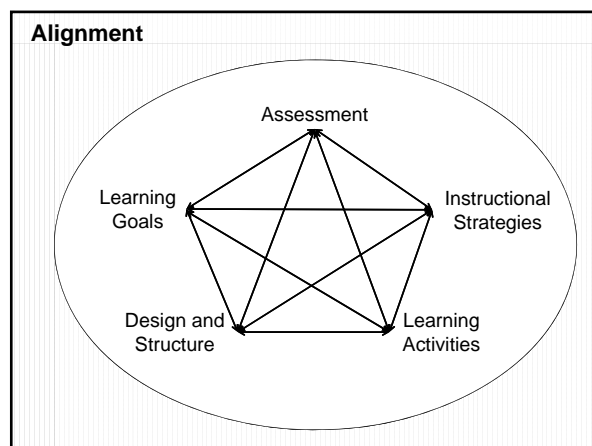 Alignment
Assessment
Learning
Goals
Instructional
Strategies
Design and
Structure
Learning
Activities